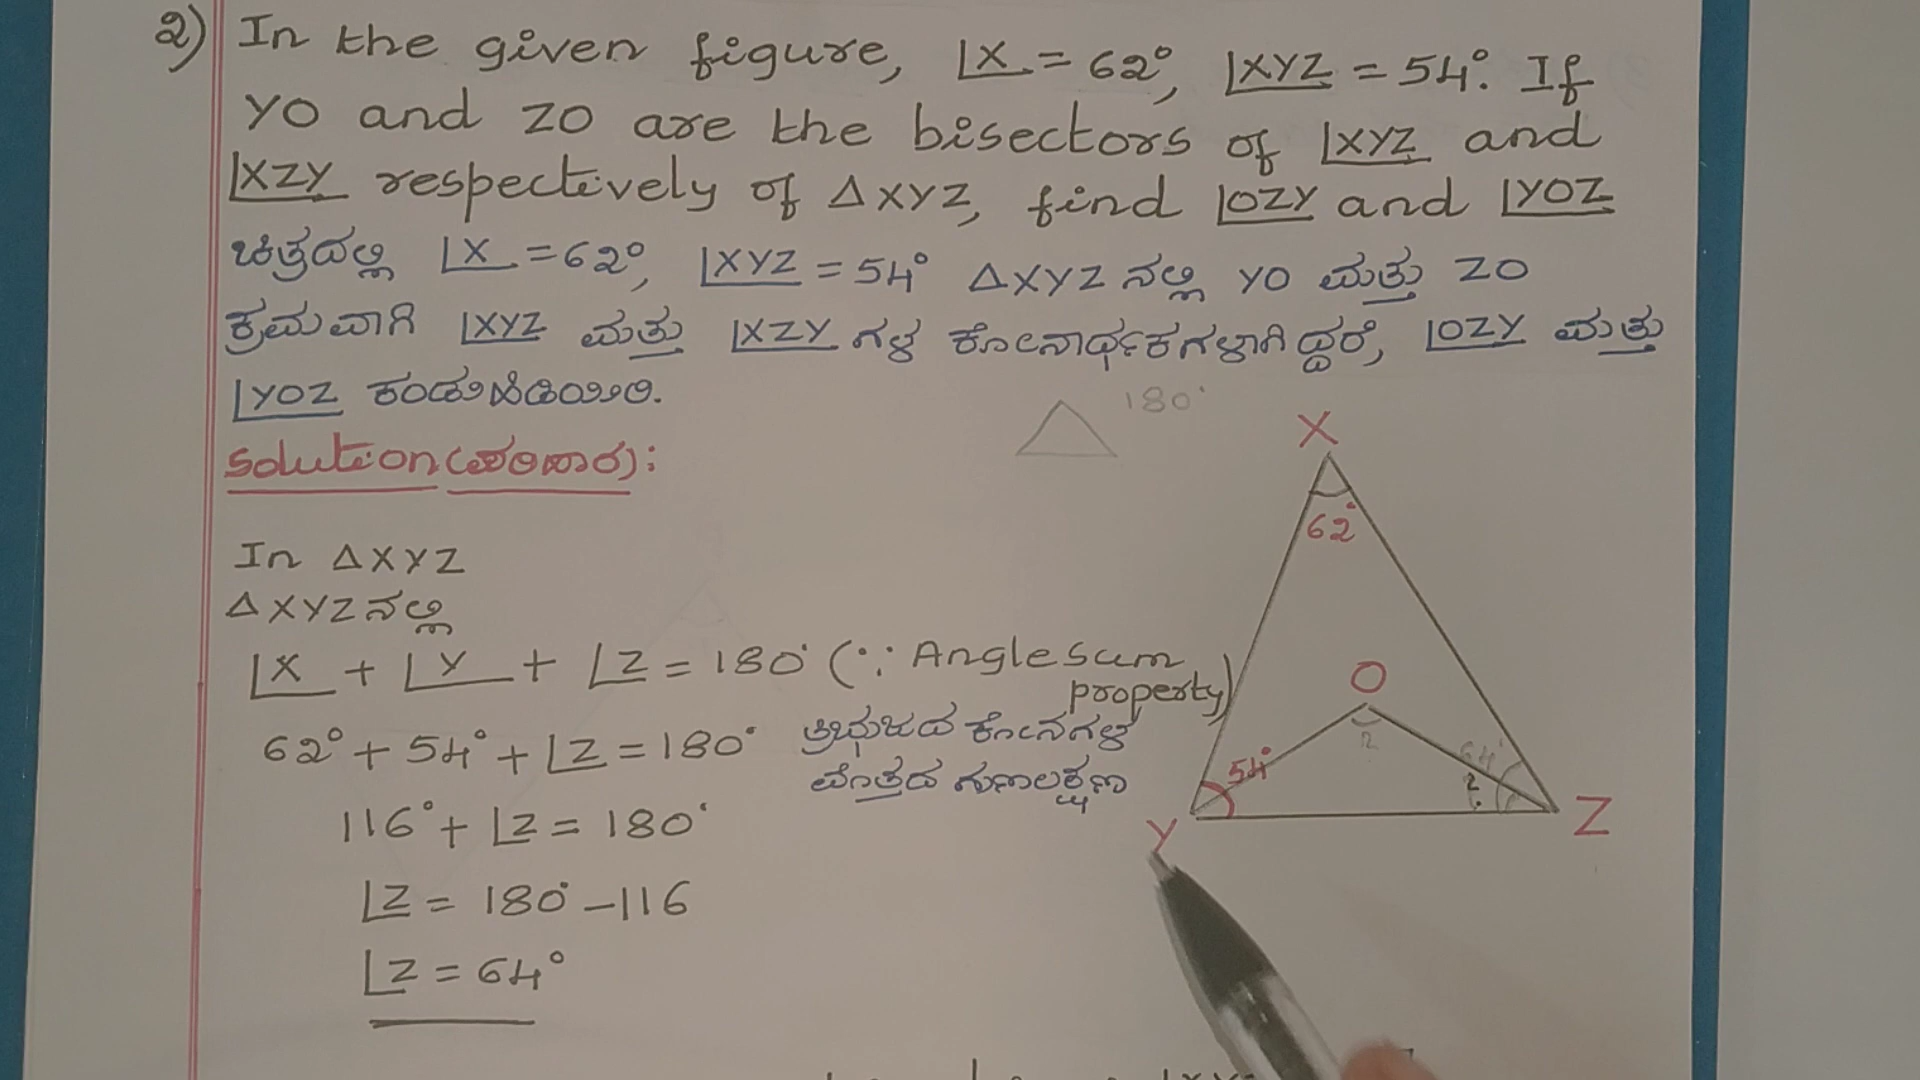 2) In the given figure, ∠X = 62°, ∠XYZ = 54°. If
YO and ZO are the bisectors of ∠XYZ and
∠XZY respectively of ΔXYZ, find ∠OZY and ∠YOZ
ಚಿತ್ರದಲ್ಲಿ ∠X = 62°, ∠XYZ = 54° ΔXYZ ನಲ್ಲಿ YO ಮತ್ತು ZO
ಕ್ರಮವಾಗಿ ∠XYZ ಮತ್ತು ∠XZY ಗಳ ಕೋನಾರ್ಧಕಗಳಾಗಿದ್ದರೆ, ∠OZY ಮತ್ತು
∠YOZ ಕಂಡುಹಿಡಿಯಿರಿ.
180°
Solution (ಪರಿಹಾರ):
In ΔXYZ
ΔXYZ ನಲ್ಲಿ
∠X + ∠Y + ∠Z = 180° (∵ Angle sum
property)
62° + 54° + ∠Z = 180°
ತ್ರಿಭುಜದ ಕೋನಗಳ
ಮೊತ್ತದ ಗುಣಲಕ್ಷಣ
116° + ∠Z = 180°
∠Z = 180° - 116
∠Z = 64°
X
62°
O
?
54°
64°
?
Y
Z